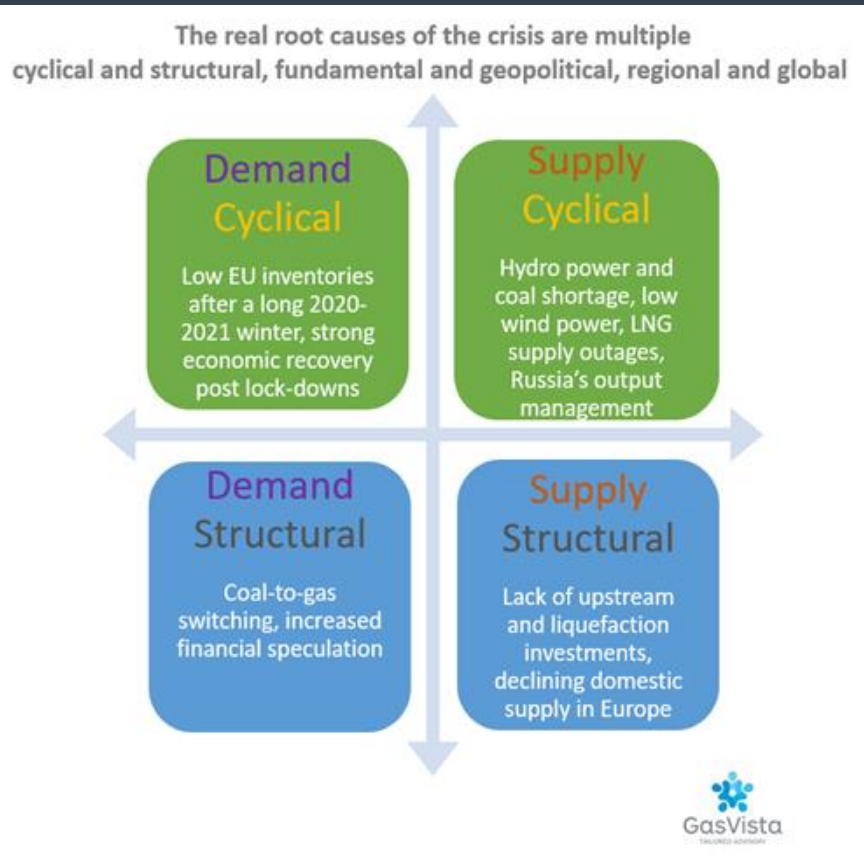 The real root causes of the crisis are multiple
cyclical and structural, fundamental and geopolitical, regional and global
Demand
Cyclical
Low EU inventories
after a long 2020-
2021 winter, strong
economic recovery
post lock-downs
Supply
Cyclical
Hydro power and
coal shortage, low
wind power, LNG
supply outages,
Russia’s output
management
Demand
Structural
Coal-to-gas
switching, increased
financial speculation
Supply
Structural
Lack of upstream
and liquefaction
investments,
declining domestic
supply in Europe
GasVista
TAILORED ADVISORY